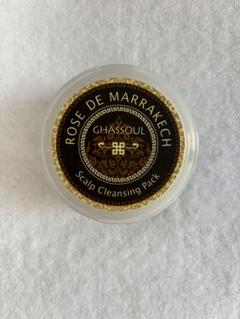 ROSE DE MARRAKECH
GHASSOUL
Scalp Cleansing Pack